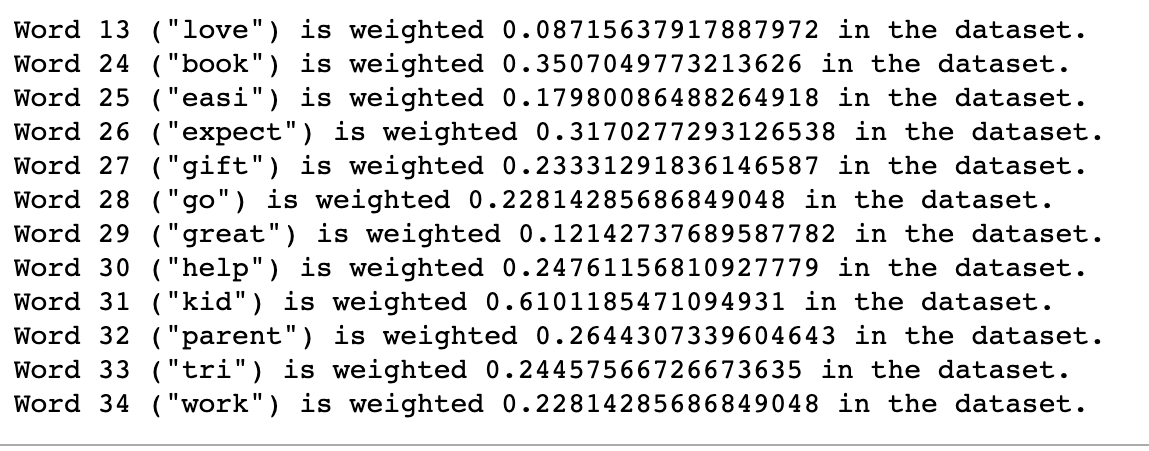 Word 13 ("love") is weighted 0.08715637917887972 in the dataset.
Word 24 ("book") is weighted 0.3507049773213626 in the dataset.
Word 25 ("easi") is weighted 0.17980086488264918 in the dataset.
Word 26 ("expect") is weighted 0.3170277293126538 in the dataset.
Word 27 ("gift") is weighted 0.23331291836146587 in the dataset.
Word 28 ("go") is weighted 0.22814285686849048 in the dataset.
Word 29 ("great") is weighted 0.12142737689587782 in the dataset.
Word 30 ("help") is weighted 0.24761156810927779 in the dataset.
Word 31 ("kid") is weighted 0.6101185471094931 in the dataset.
Word 32 ("parent") is weighted 0.2644307339604643 in the dataset.
Word 33 ("tri") is weighted 0.24457566726673635 in the dataset.
Word 34 ("work") is weighted 0.22814285686849048 in the dataset.